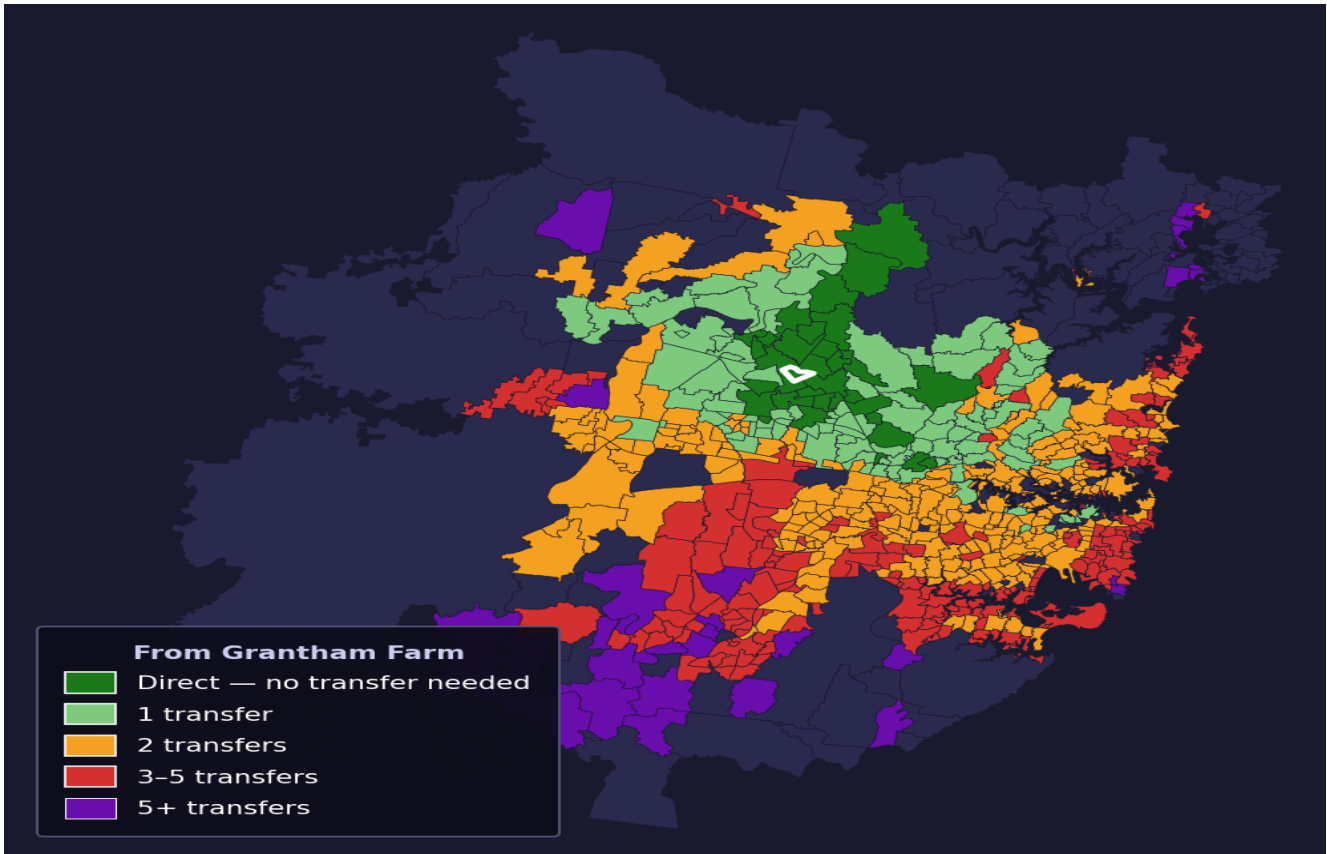 From Grantham Farm
Direct — no transfer needed
1 transfer
2 transfers
3–5 transfers
5+ transfers